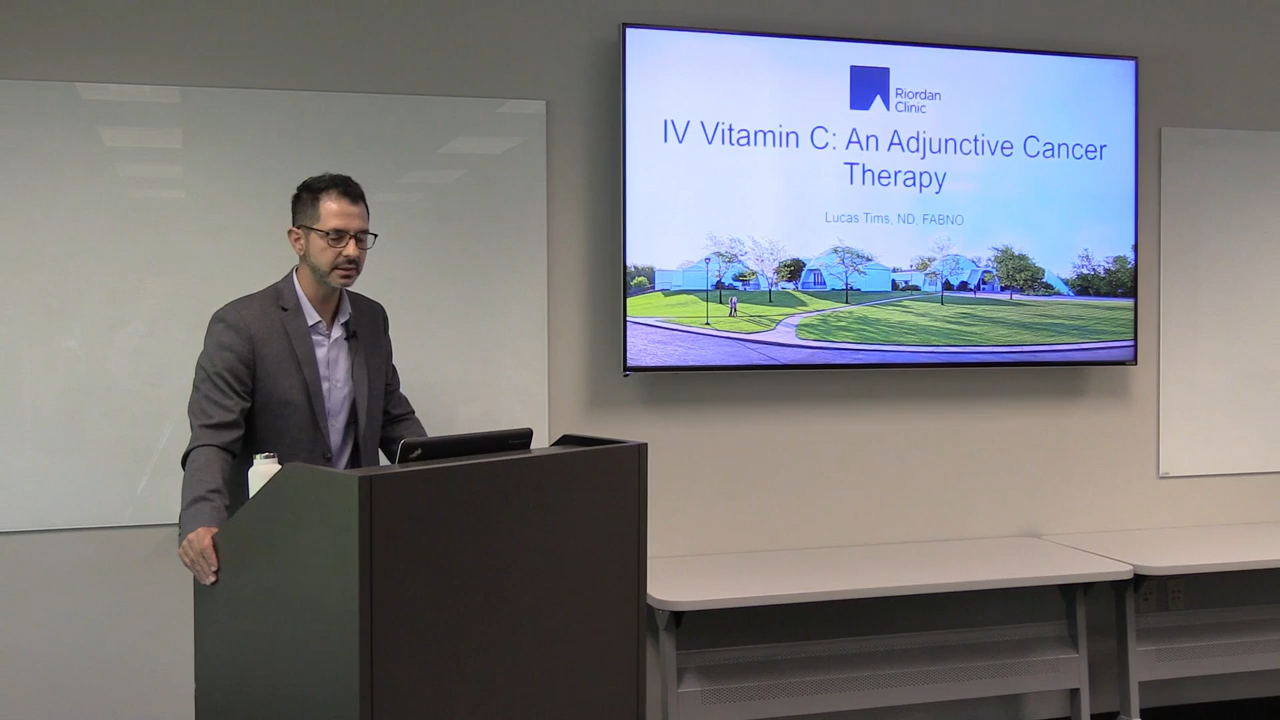 Riordan
Clinic
IV Vitamin C: An Adjunctive Cancer
Therapy
Lucas Tims, ND, FABNO